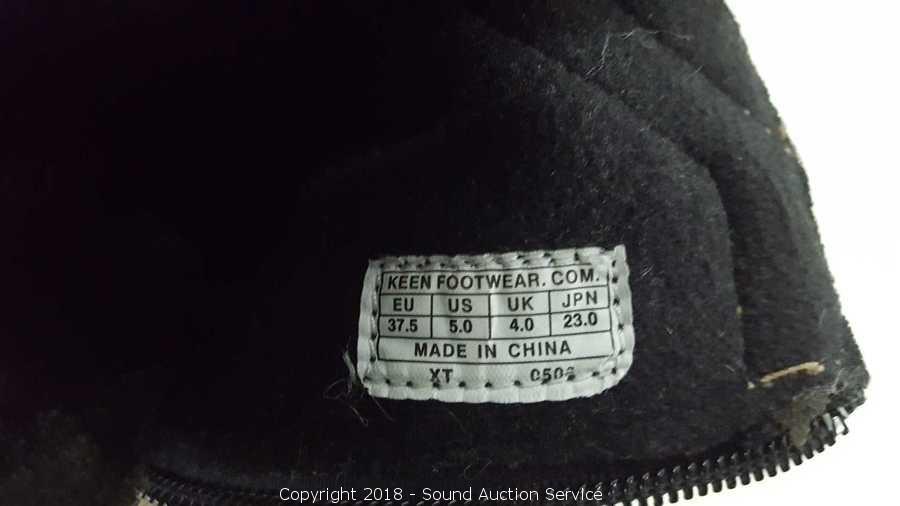 KEEN FOOTWEAR. COM.
EU US UK JPN
37.5 5.0 4.0 23.0
MADE IN CHINA
XT
Copyright 2018 - Sound Auction Service